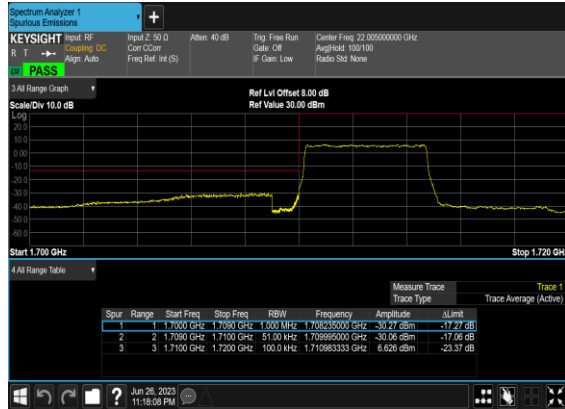 Spectrum Analyzer 1
Spurious Emissions
KEYSIGHT Input: RF Input Z: 50 Ω Atten: 40 dB Trig: Free Run Center Freq: 22.005000000 GHz
R T Coupling: DC Corr CCorr Gate: Off Avg|Hold: 100/100
Align: Auto Freq Ref: Int (S) IF Gain: Low Radio Std: None
LV PASS
3 All Range Graph Ref Lvl Offset 8.00 dB
Scale/Div 10.0 dB Ref Value 30.00 dBm
Log
20.0
10.0
0.00
-10.0
-20.0
-30.0
-40.0
-50.0
-60.0
Start 1.700 GHz Stop 1.720 GH
4 All Range Table
Measure Trace Trace 1
Trace Type Trace Average (Active)
Spur Range Start Freq Stop Freq RBW Frequency Amplitude ΔLimit
1 1 1.7000 GHz 1.7090 GHz 1.000 MHz 1.708235000 GHz -30.27 dBm -17.27 dB
2 2 1.7090 GHz 1.7100 GHz 51.00 kHz 1.709995000 GHz -30.06 dBm -17.06 dB
3 3 1.7100 GHz 1.7200 GHz 100.0 kHz 1.710983333 GHz 6.626 dBm -23.37 dB
? Jun 26, 2023
11:18:08 PM